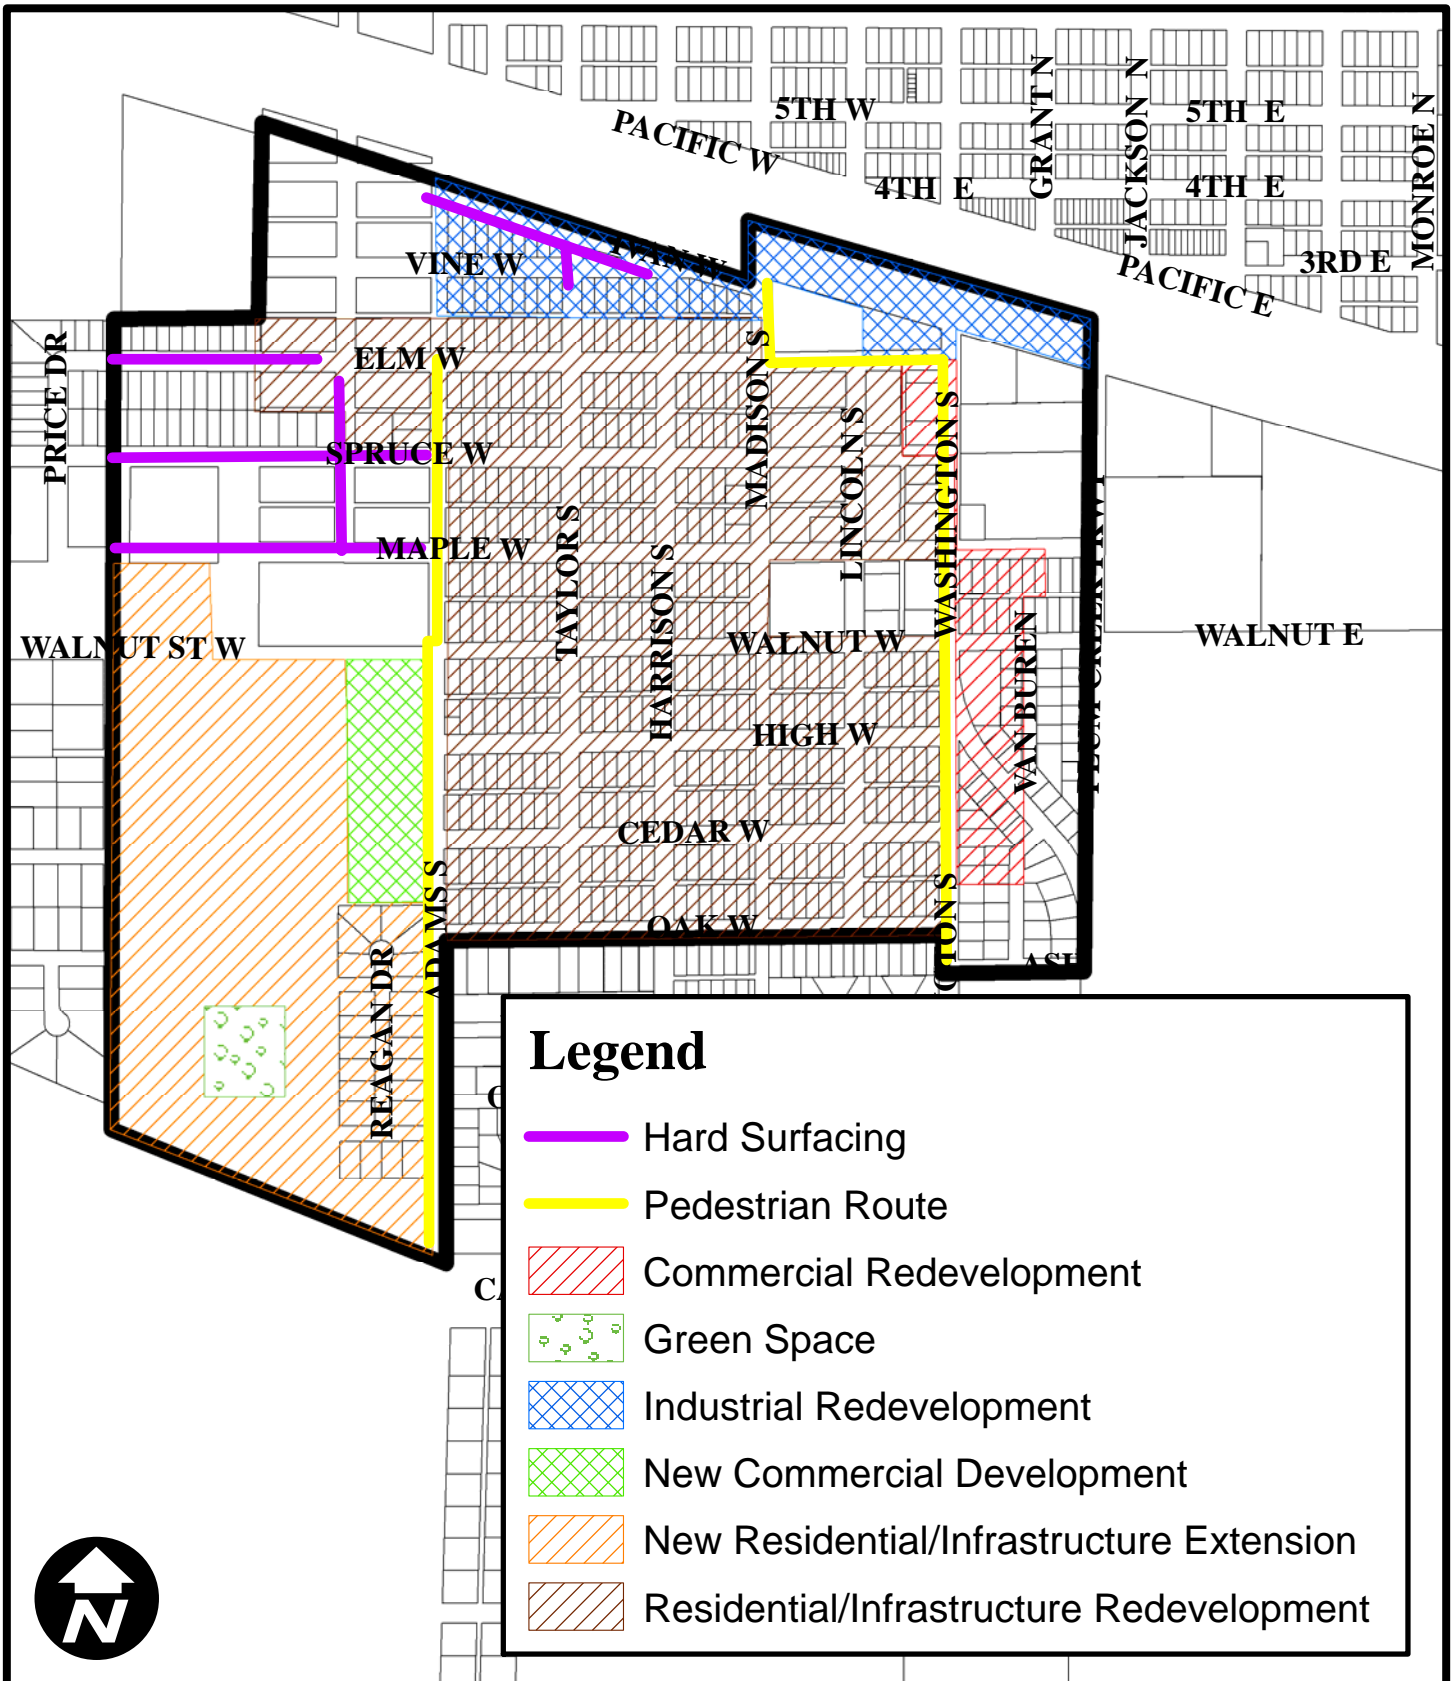 5TH W
GRANT N
JACKSON N
5TH E
MONROE N
PACIFIC W
4TH E
4TH E
3RD E
PACIFIC E
VINE W
IVAN W
PRICE DR
ELM W
MADISON S
LINCOLN S
WASHINGTON S
SPRUCE W
TAYLOR S
HARRISON S
MAPLE W
WALNUT ST W
WALNUT W
WALNUT E
VAN BUREN
HIGH W
CEDAR W
ADAMS S
OAK W
REAGAN DR
Legend
Hard Surfacing
Pedestrian Route
Commercial Redevelopment
Green Space
Industrial Redevelopment
New Commercial Development
New Residential/Infrastructure Extension
Residential/Infrastructure Redevelopment
N